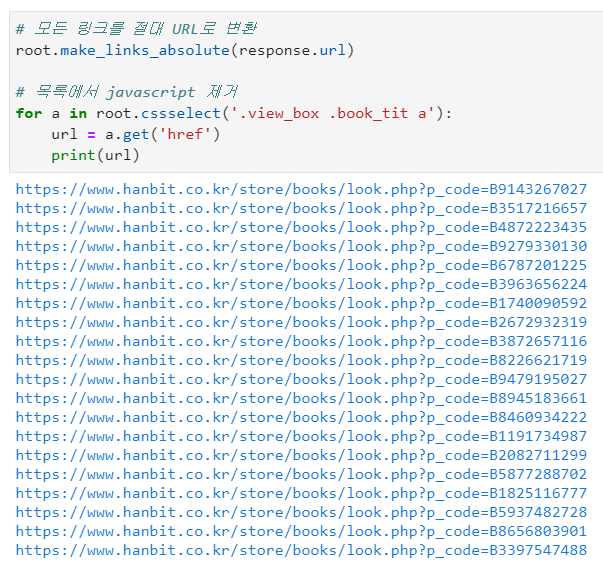 # 모든 링크를 절대 URL로 변환
root.make_links_absolute(response.url)
# 목록에서 javascript 제거
for a in root.cssselect('.view_box .book_tit a'):
    url = a.get('href')
    print(url)
https://www.hanbit.co.kr/store/books/look.php?p_code=B9143267027
https://www.hanbit.co.kr/store/books/look.php?p_code=B3517216657
https://www.hanbit.co.kr/store/books/look.php?p_code=B4872223435
https://www.hanbit.co.kr/store/books/look.php?p_code=B9279330130
https://www.hanbit.co.kr/store/books/look.php?p_code=B6787201225
https://www.hanbit.co.kr/store/books/look.php?p_code=B3963656224
https://www.hanbit.co.kr/store/books/look.php?p_code=B1740090592
https://www.hanbit.co.kr/store/books/look.php?p_code=B2672932319
https://www.hanbit.co.kr/store/books/look.php?p_code=B3872657116
https://www.hanbit.co.kr/store/books/look.php?p_code=B8226621719
https://www.hanbit.co.kr/store/books/look.php?p_code=B9479195027
https://www.hanbit.co.kr/store/books/look.php?p_code=B8945183661
https://www.hanbit.co.kr/store/books/look.php?p_code=B8460934222
https://www.hanbit.co.kr/store/books/look.php?p_code=B1191734987
https://www.hanbit.co.kr/store/books/look.php?p_code=B2082711299
https://www.hanbit.co.kr/store/books/look.php?p_code=B5877288702
https://www.hanbit.co.kr/store/books/look.php?p_code=B1825116777
https://www.hanbit.co.kr/store/books/look.php?p_code=B5937482728
https://www.hanbit.co.kr/store/books/look.php?p_code=B8656803901
https://www.hanbit.co.kr/store/books/look.php?p_code=B3397547488